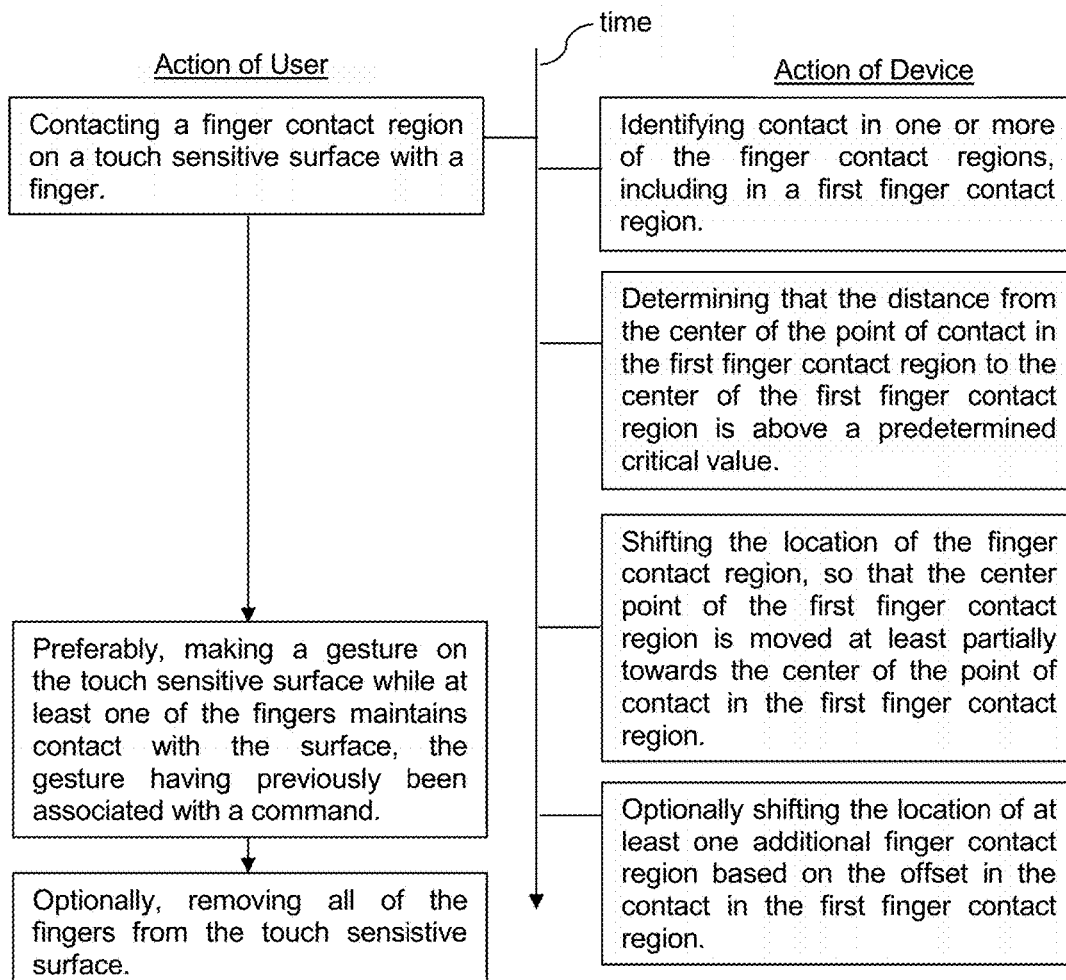 time
Action of User
Contacting a finger contact region
on a touch sensitive surface with a
finger.
Preferably, making a gesture on
the touch sensitive surface while at
least one of the fingers maintains
contact with the surface, the
gesture having previously been
associated with a command.
Optionally, removing all of the
fingers from the touch sensistive
surface.
Action of Device
Identifying contact in one or more
of the finger contact regions,
including in a first finger contact
region.
Determining that the distance from
the center of the point of contact in
the first finger contact region to the
center of the first finger contact
region is above a predetermined
critical value.
Shifting the location of the finger
contact region, so that the center
point of the first finger contact
region is moved at least partially
towards the center of the point of
contact in the first finger contact
region.
Optionally shifting the location of at
least one additional finger contact
region based on the offset in the
contact in the first finger contact
region.